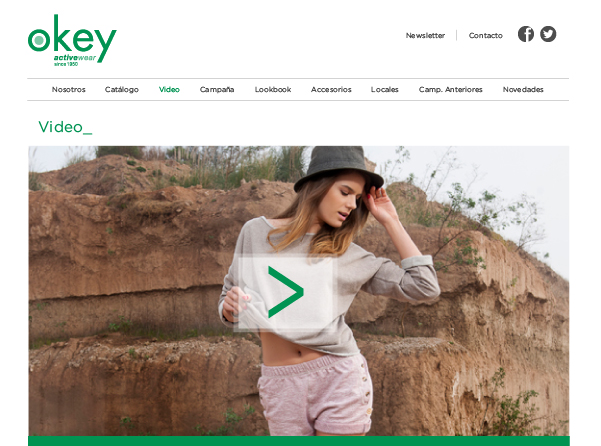 okey
activewear
since 1950
Newsletter
Contacto
Nosotros Catálogo Video Campaña Lookbook Accesorios Locales Camp. Anteriores Novedades
Video_